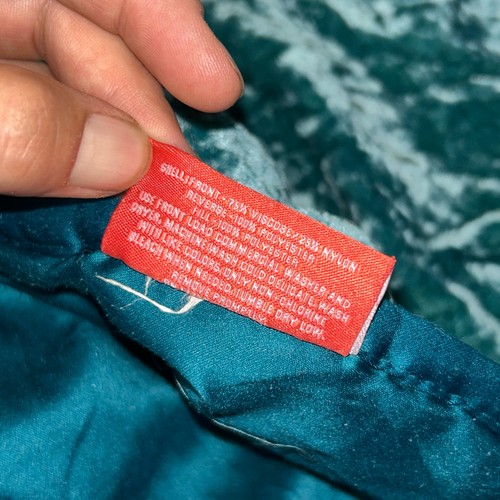 SHELL: FRONT - 75% VISCOSE / 25% NYLON
REVERSE - 100% POLYESTER
FILL: 100% POLYESTER
USE FRONT LOAD COMMERCIAL WASHER AND
DRYER. MACHINE WASH COLD DELICATE. WASH
WITH LIKE COLORS. ONLY NON-CHLORINE
BLEACH WHEN NEEDED. TUMBLE DRY LOW.
REMOVE PROMPTLY.